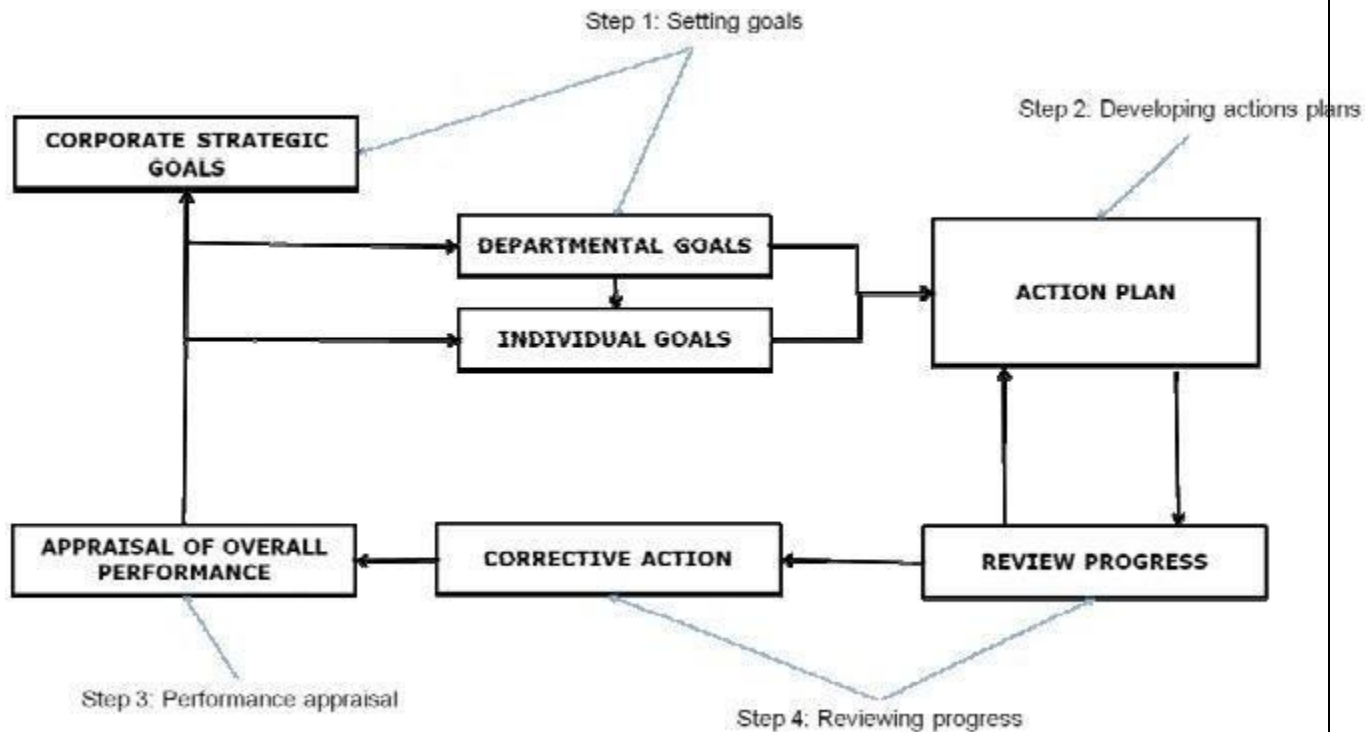 Step 1: Setting goals
Step 2: Developing actions plans
CORPORATE STRATEGIC
GOALS
DEPARTMENTAL GOALS
ACTION PLAN
INDIVIDUAL GOALS
APPRAISAL OF OVERALL
PERFORMANCE
CORRECTIVE ACTION
REVIEW PROGRESS
Step 3: Performance appraisal
Step 4: Reviewing progress